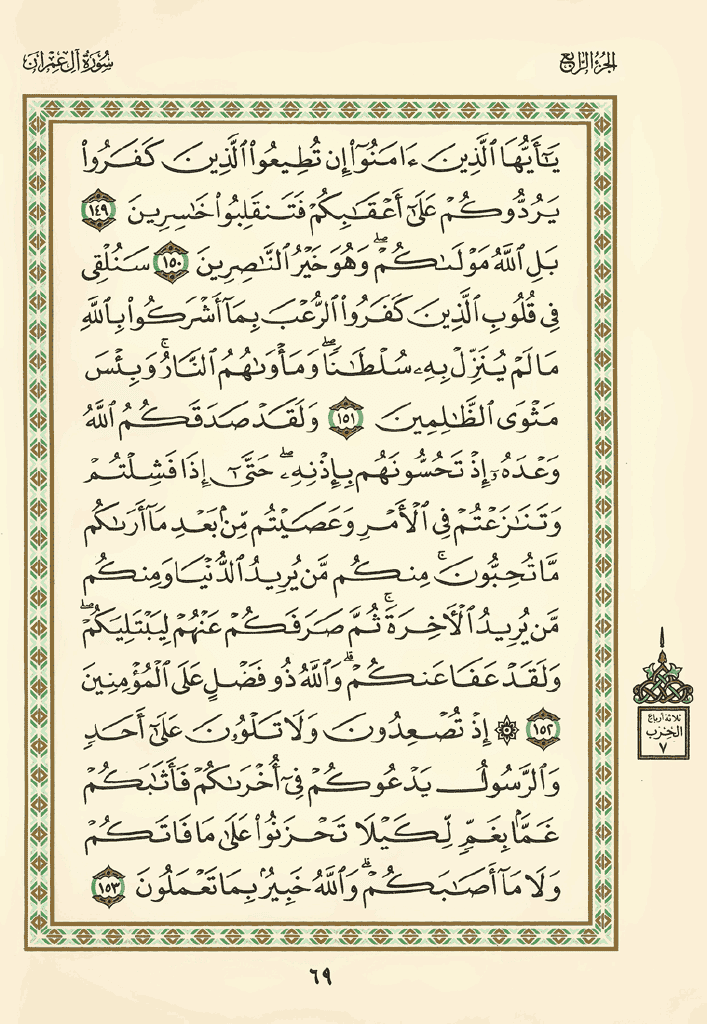 الجزء الرابع
سورة آل عمران
يَـٰٓأَيُّهَا ٱلَّذِينَ ءَامَنُوٓا۟ إِن تُطِيعُوا۟ ٱلَّذِينَ كَفَرُوا۟
يَرُدُّوكُمْ عَلَىٰٓ أَعْقَـٰبِكُمْ فَتَنقَلِبُوا۟ خَـٰسِرِينَ ١٤٩
بَلِ ٱللَّهُ مَوْلَىٰكُمْ ۖ وَهُوَ خَيْرُ ٱلنَّـٰصِرِينَ ١٥٠ سَنُلْقِى
فِى قُلُوبِ ٱلَّذِينَ كَفَرُوا۟ ٱلرُّعْبَ بِمَآ أَشْرَكُوا۟ بِٱللَّهِ
مَا لَمْ يُنَزِّلْ بِهِۦ سُلْطَـٰنًا ۖ وَمَأْوَىٰهُمُ ٱلنَّارُ ۚ وَبِئْسَ
مَثْوَى ٱلظَّـٰلِمِينَ ١٥١ وَلَقَدْ صَدَقَكُمُ ٱللَّهُ
وَعْدَهُۥٓ إِذْ تَحُسُّونَهُم بِإِذْنِهِۦ ۖ حَتَّىٰٓ إِذَا فَشِلْتُمْ
وَتَنَـٰزَعْتُمْ فِى ٱلْأَمْرِ وَعَصَيْتُم مِّنۢ بَعْدِ مَآ أَرَىٰكُم
مَّا تُحِبُّونَ ۚ مِنكُم مَّن يُرِيدُ ٱلدُّنْيَا وَمِنكُم
مَّن يُرِيدُ ٱلْـَٔاخِرَةَ ۚ ثُمَّ صَرَفَكُمْ عَنْهُمْ لِيَبْتَلِيَكُمْ ۖ
وَلَقَدْ عَفَا عَنكُمْ ۗ وَٱللَّهُ ذُو فَضْلٍ عَلَى ٱلْمُؤْمِنِينَ
١٥٢ ۞ إِذْ تُصْعِدُونَ وَلَا تَلْوُۥنَ عَلَىٰٓ أَحَدٍ
وَٱلرَّسُولُ يَدْعُوكُمْ فِىٓ أُخْرَىٰكُمْ فَأَثَـٰبَكُمْ
غَمًّۢا بِغَمٍّ لِّكَيْلَا تَحْزَنُوا۟ عَلَىٰ مَا فَاتَكُمْ
وَلَا مَآ أَصَـٰبَكُمْ ۗ وَٱللَّهُ خَبِيرٌۢ بِمَا تَعْمَلُونَ ١٥٣
ثلاثة أرباع
الحزب
٧
٦٩